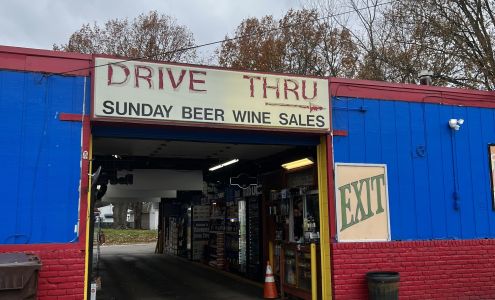 DRIVE THRU
SUNDAY BEER WINE SALES
EXIT